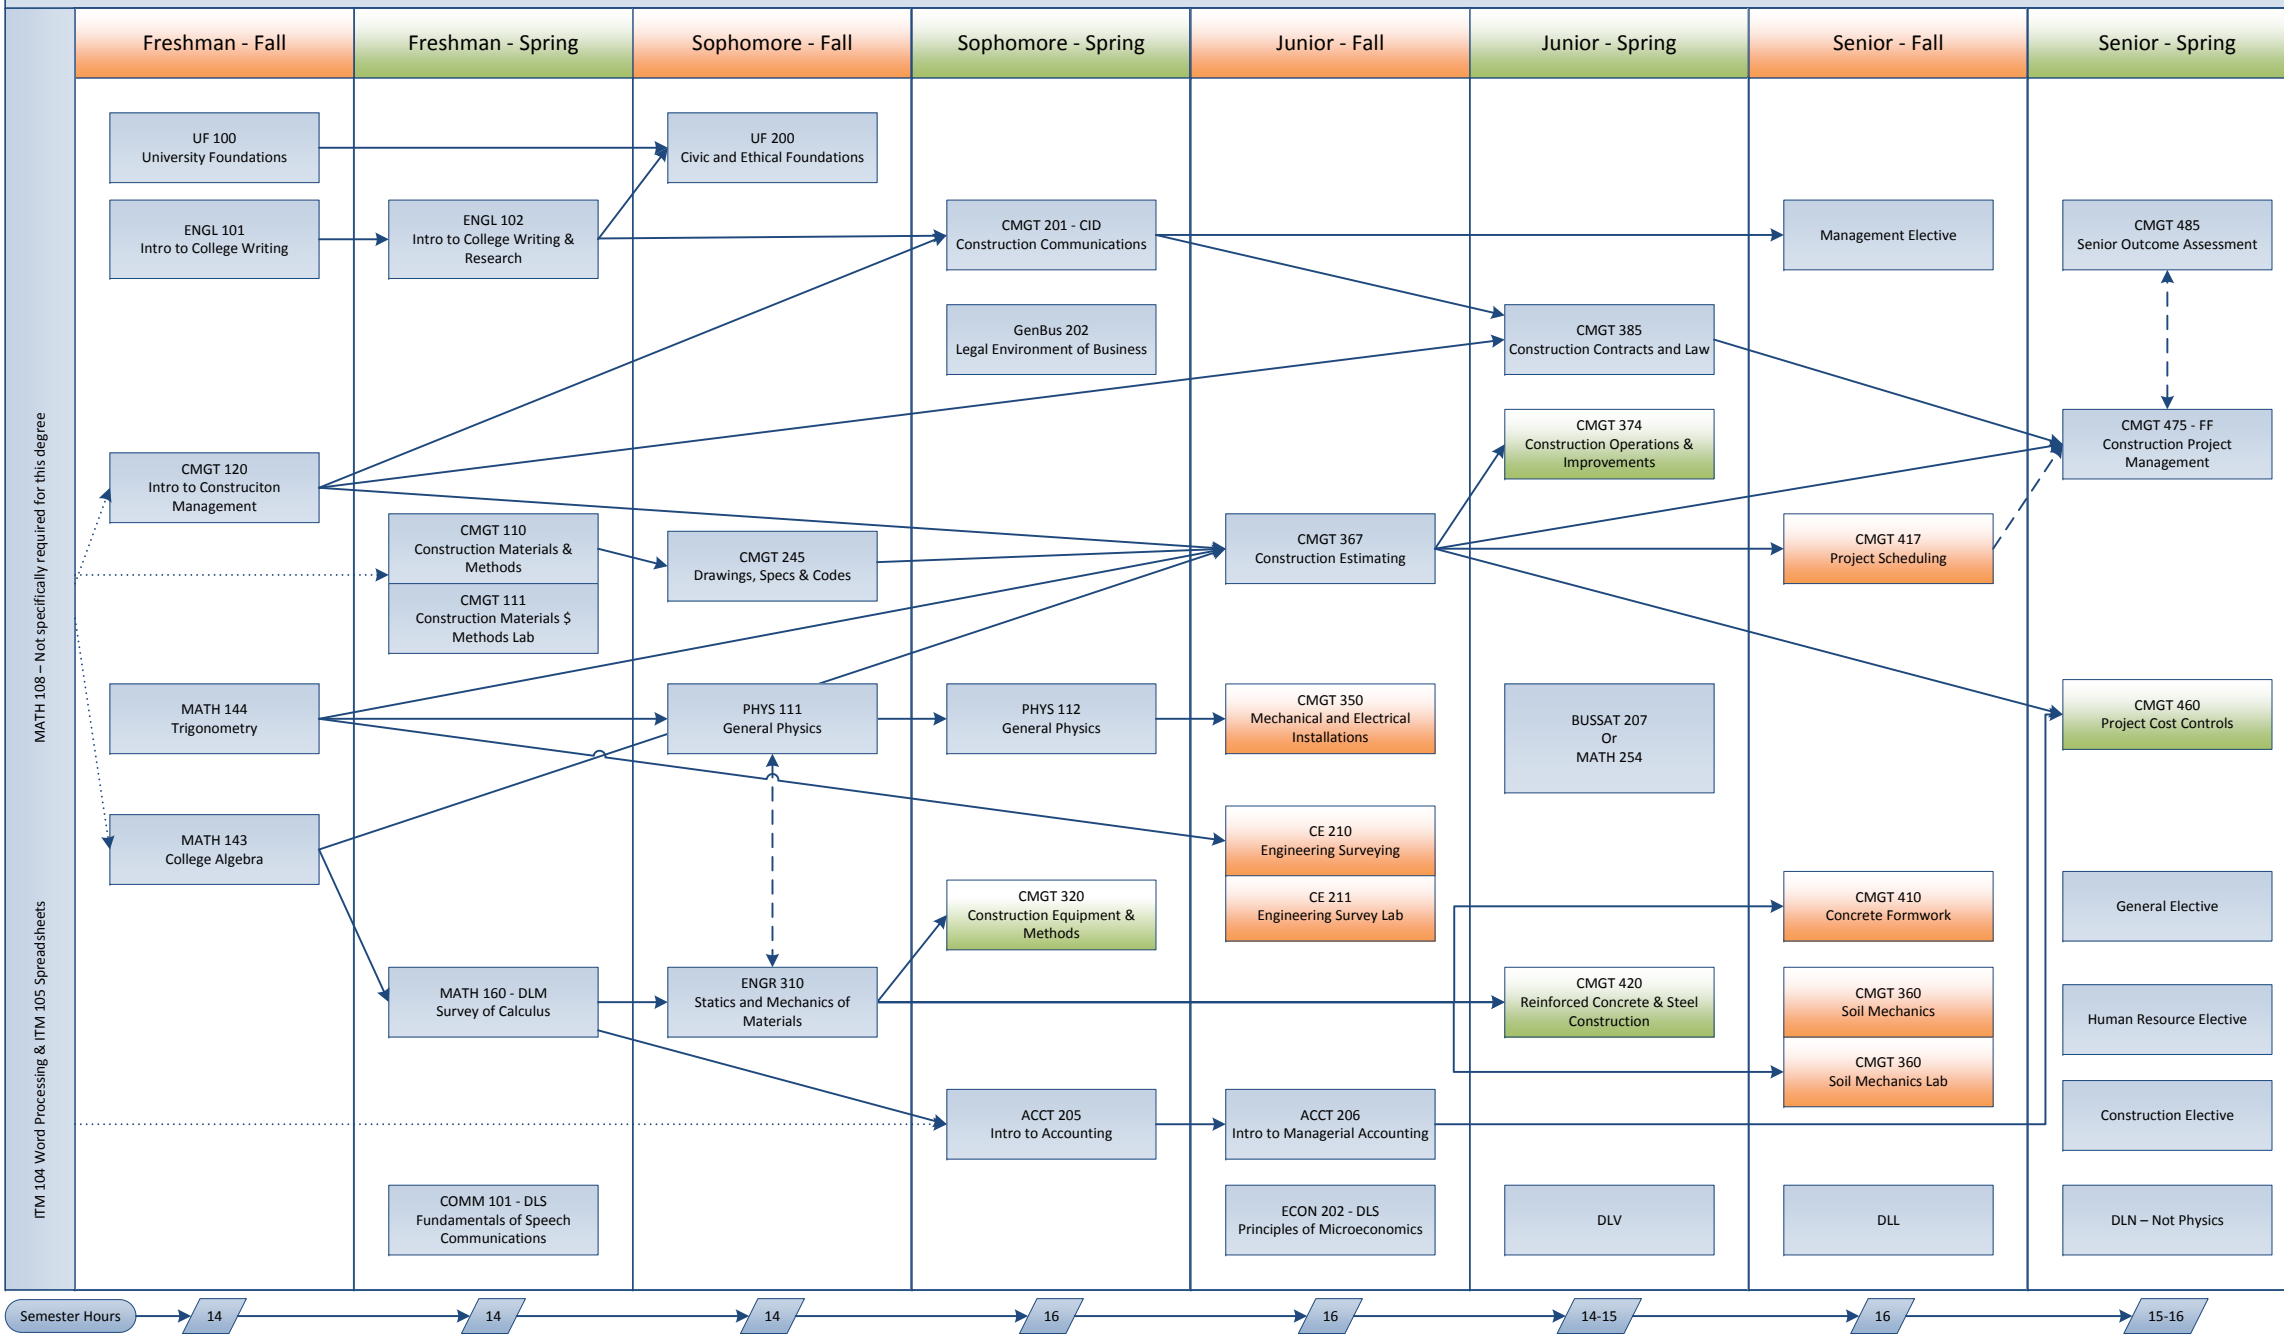 Freshman - Fall
Freshman - Spring
Sophomore - Fall
Sophomore - Spring
Junior - Fall
Junior - Spring
Senior - Fall
Senior - Spring
MATH 108 – Not specifically required for this degree
ITM 104 Word Processing & ITM 105 Spreadsheets
UF 100
University Foundations
ENGL 101
Intro to College Writing
CMGT 120
Intro to Construciton
Management
MATH 144
Trigonometry
MATH 143
College Algebra
ENGL 102
Intro to College Writing &
Research
CMGT 110
Construction Materials &
Methods
CMGT 111
Construction Materials $
Methods Lab
MATH 160 - DLM
Survey of Calculus
COMM 101 - DLS
Fundamentals of Speech
Communications
UF 200
Civic and Ethical Foundations
CMGT 245
Drawings, Specs & Codes
PHYS 111
General Physics
ENGR 310
Statics and Mechanics of
Materials
CMGT 201 - CID
Construction Communications
GenBus 202
Legal Environment of Business
PHYS 112
General Physics
CMGT 320
Construction Equipment &
Methods
ACCT 205
Intro to Accounting
CMGT 367
Construction Estimating
CMGT 350
Mechanical and Electrical
Installations
CE 210
Engineering Surveying
CE 211
Engineering Survey Lab
ACCT 206
Intro to Managerial Accounting
ECON 202 - DLS
Principles of Microeconomics
CMGT 385
Construction Contracts and Law
CMGT 374
Construction Operations &
Improvements
BUSSAT 207
Or
MATH 254
CMGT 420
Reinforced Concrete & Steel
Construction
DLV
Management Elective
CMGT 417
Project Scheduling
CMGT 410
Concrete Formwork
CMGT 360
Soil Mechanics
CMGT 360
Soil Mechanics Lab
DLL
CMGT 485
Senior Outcome Assessment
CMGT 475 - FF
Construction Project
Management
CMGT 460
Project Cost Controls
General Elective
Human Resource Elective
Construction Elective
DLN – Not Physics
Semester Hours
14
14
14
16
16
14-15
16
15-16